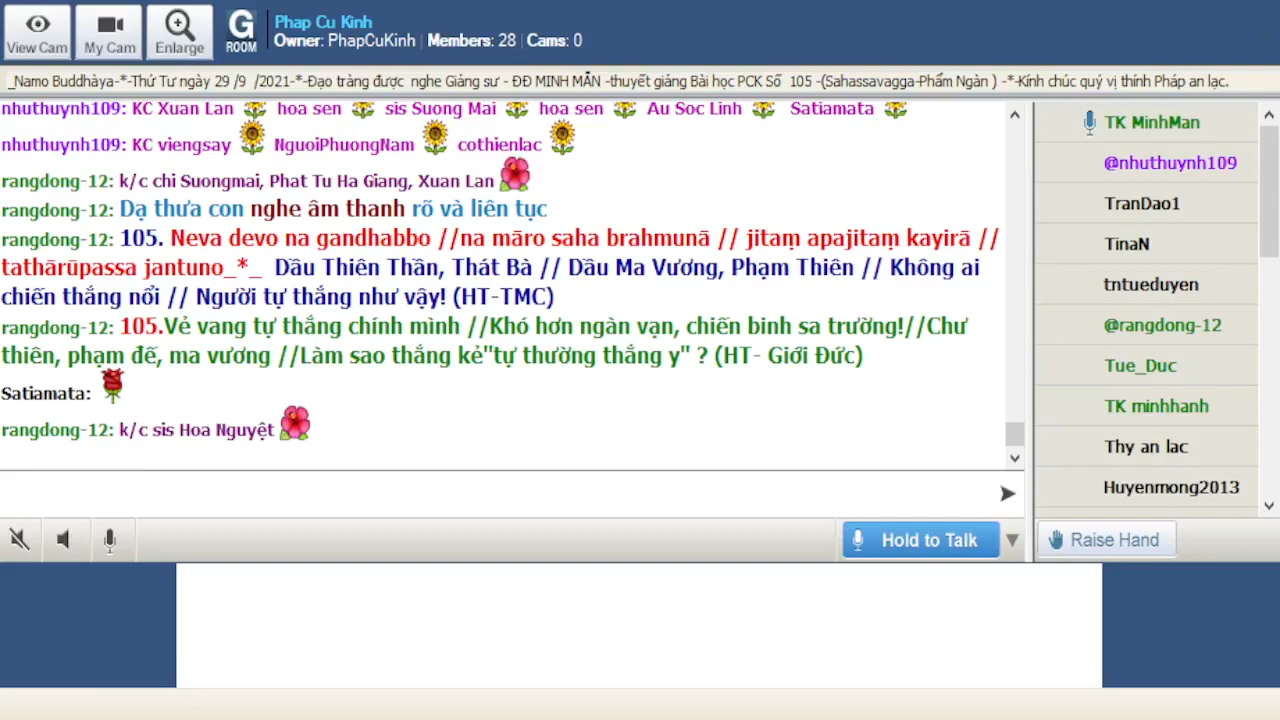 View Cam
My Cam
Enlarge
G
ROOM
Phap Cu Kinh
Owner: PhapCuKinh | Members: 28 | Cams: 0
_Namo Buddhàya-*-Thứ Tư ngày 29 /9 /2021-*-Đạo tràng được nghe Giảng sư - ĐĐ MINH MẪN -thuyết giảng Bài học PCK Số 105 -(Sahassavagga-Phẩm Ngàn ) -*-Kính chúc quý vị thính Pháp an lạc.
nhuthuynh109: KC Xuan Lan hoa sen sis Suong Mai hoa sen Au Soc Linh Satiamata
nhuthuynh109: KC viengsay NguoiPhuongNam cothienlac
rangdong-12: k/c chi Suongmai, Phat Tu Ha Giang, Xuan Lan
rangdong-12: Dạ thưa con nghe âm thanh rõ và liên tục
rangdong-12: 105. Neva devo na gandhabbo //na māro saha brahmunā // jitaṃ apajitaṃ kayirā //
tathārūpassa jantuno_*_ Dầu Thiên Thần, Thát Bà // Dầu Ma Vương, Phạm Thiên // Không ai
chiến thắng nổi // Người tự thắng như vậy! (HT-TMC)
rangdong-12: 105.Vẻ vang tự thắng chính mình //Khó hơn ngàn vạn, chiến binh sa trường!//Chư
thiên, phạm đế, ma vương //Làm sao thắng kẻ"tự thường thắng y" ? (HT- Giới Đức)
Satiamata:
rangdong-12: k/c sis Hoa Nguyệt
TK MinhMan
@nhuthuynh109
TranDao1
TinaN
tntueduyen
@rangdong-12
Tue_Duc
TK minhhanh
Thy an lac
Huyenmong2013
Hold to Talk
Raise Hand